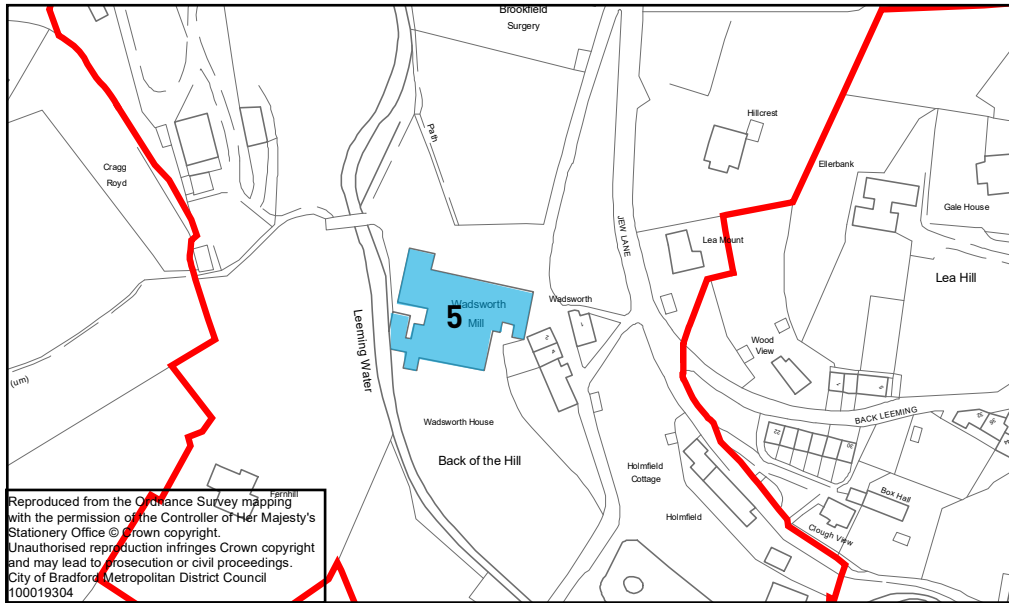 Brookfield
Surgery
Path
Hillcrest
Cragg
Royd
Ellerbank
Gale House
JEW LANE
Lea Mount
Lea Hill
Wadsworth
Mill
5
Wadsworth
Leeming Water
Wood
View
(um)
BACK LEEMING
Wadsworth House
Back of the Hill
Holmfield
Cottage
22
Box Hall
Fernhill
Holmfield
Clough View
Reproduced from the Ordnance Survey mapping
with the permission of the Controller of Her Majesty's
Stationery Office © Crown copyright.
Unauthorised reproduction infringes Crown copyright
and may lead to prosecution or civil proceedings.
City of Bradford Metropolitan District Council
100019304